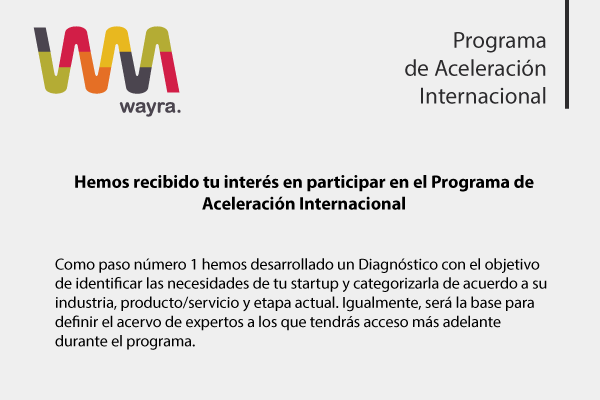 wayra.
Programa
de Aceleración
Internacional
Hemos recibido tu interés en participar en el Programa de
Aceleración Internacional
Como paso número 1 hemos desarrollado un Diagnóstico con el objetivo
de identificar las necesidades de tu startup y categorizarla de acuerdo a su
industria, producto/servicio y etapa actual. Igualmente, será la base para
definir el acervo de expertos a los que tendrás acceso más adelante
durante el programa.